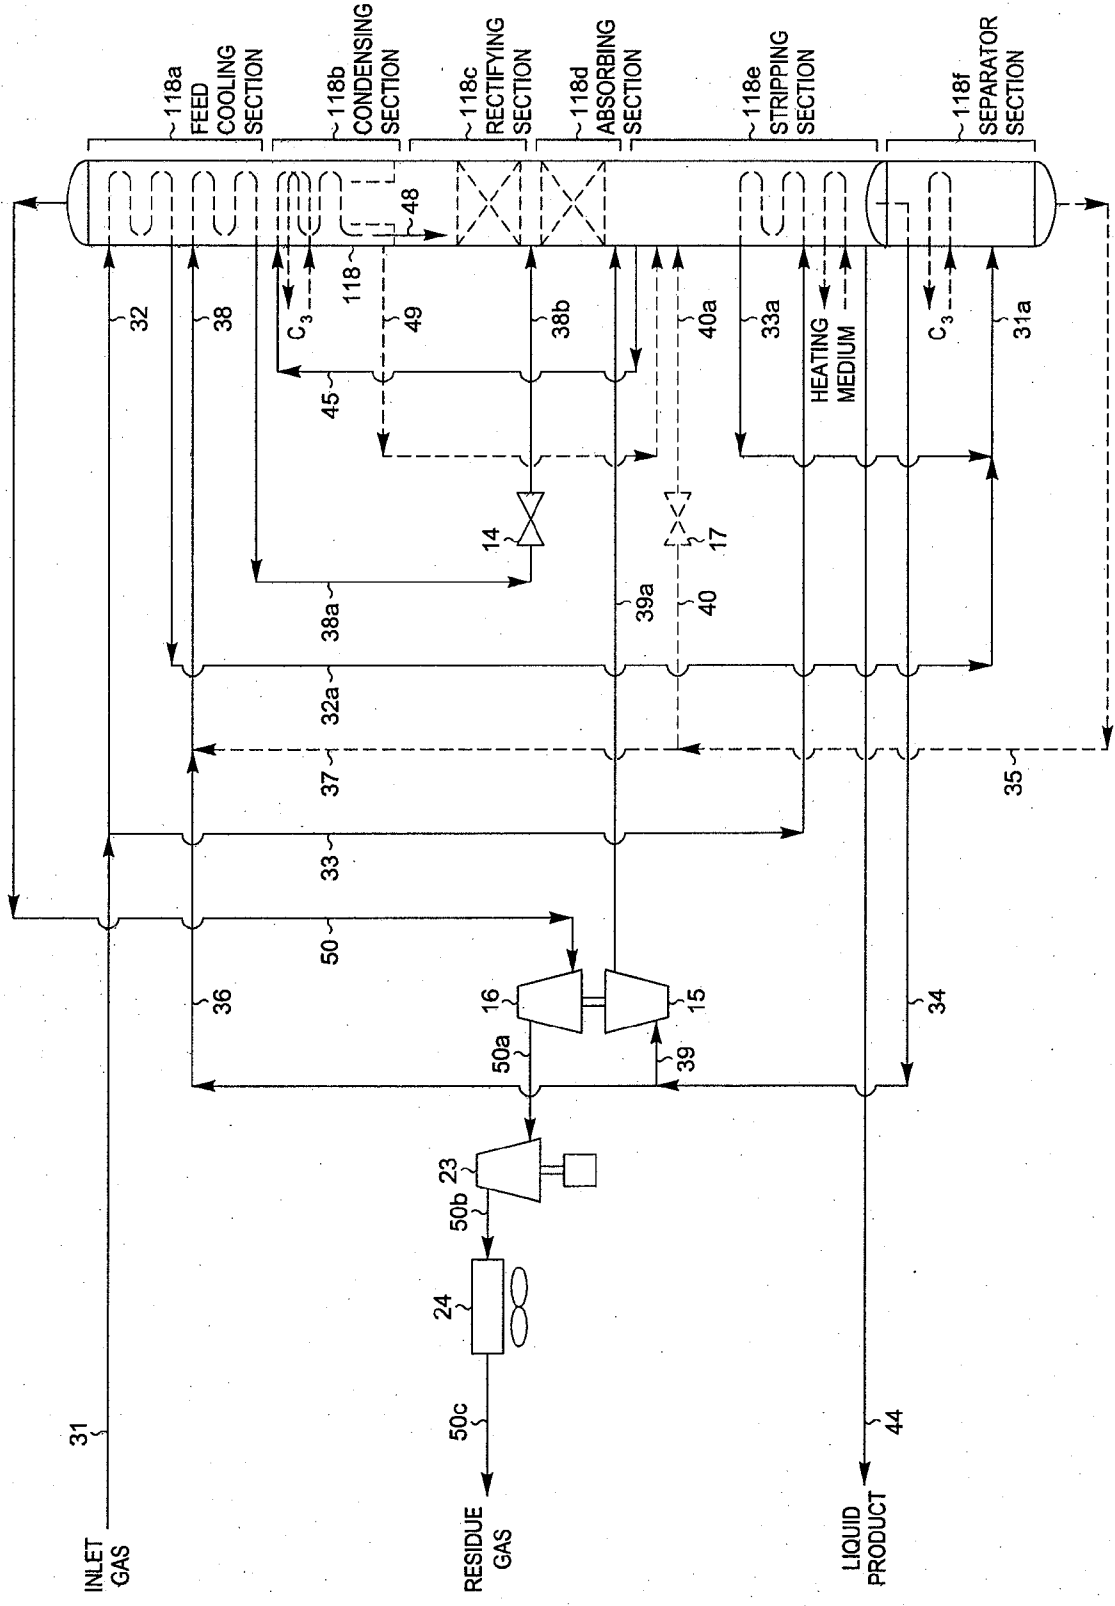 INLET
GAS
31
32
118a
FEED
COOLING
SECTION
36
38
C3
118b
CONDENSING
SECTION
50
33
37
32a
38a
45
118
49
48
RESIDUE
GAS
50c
24
50b
23
50a
16
14
38b
118c
RECTIFYING
SECTION
118d
ABSORBING
SECTION
39
15
39a
40
17
40a
33a
118e
STRIPPING
SECTION
HEATING
MEDIUM
LIQUID
PRODUCT
44
34
35
C3
31a
118f
SEPARATOR
SECTION